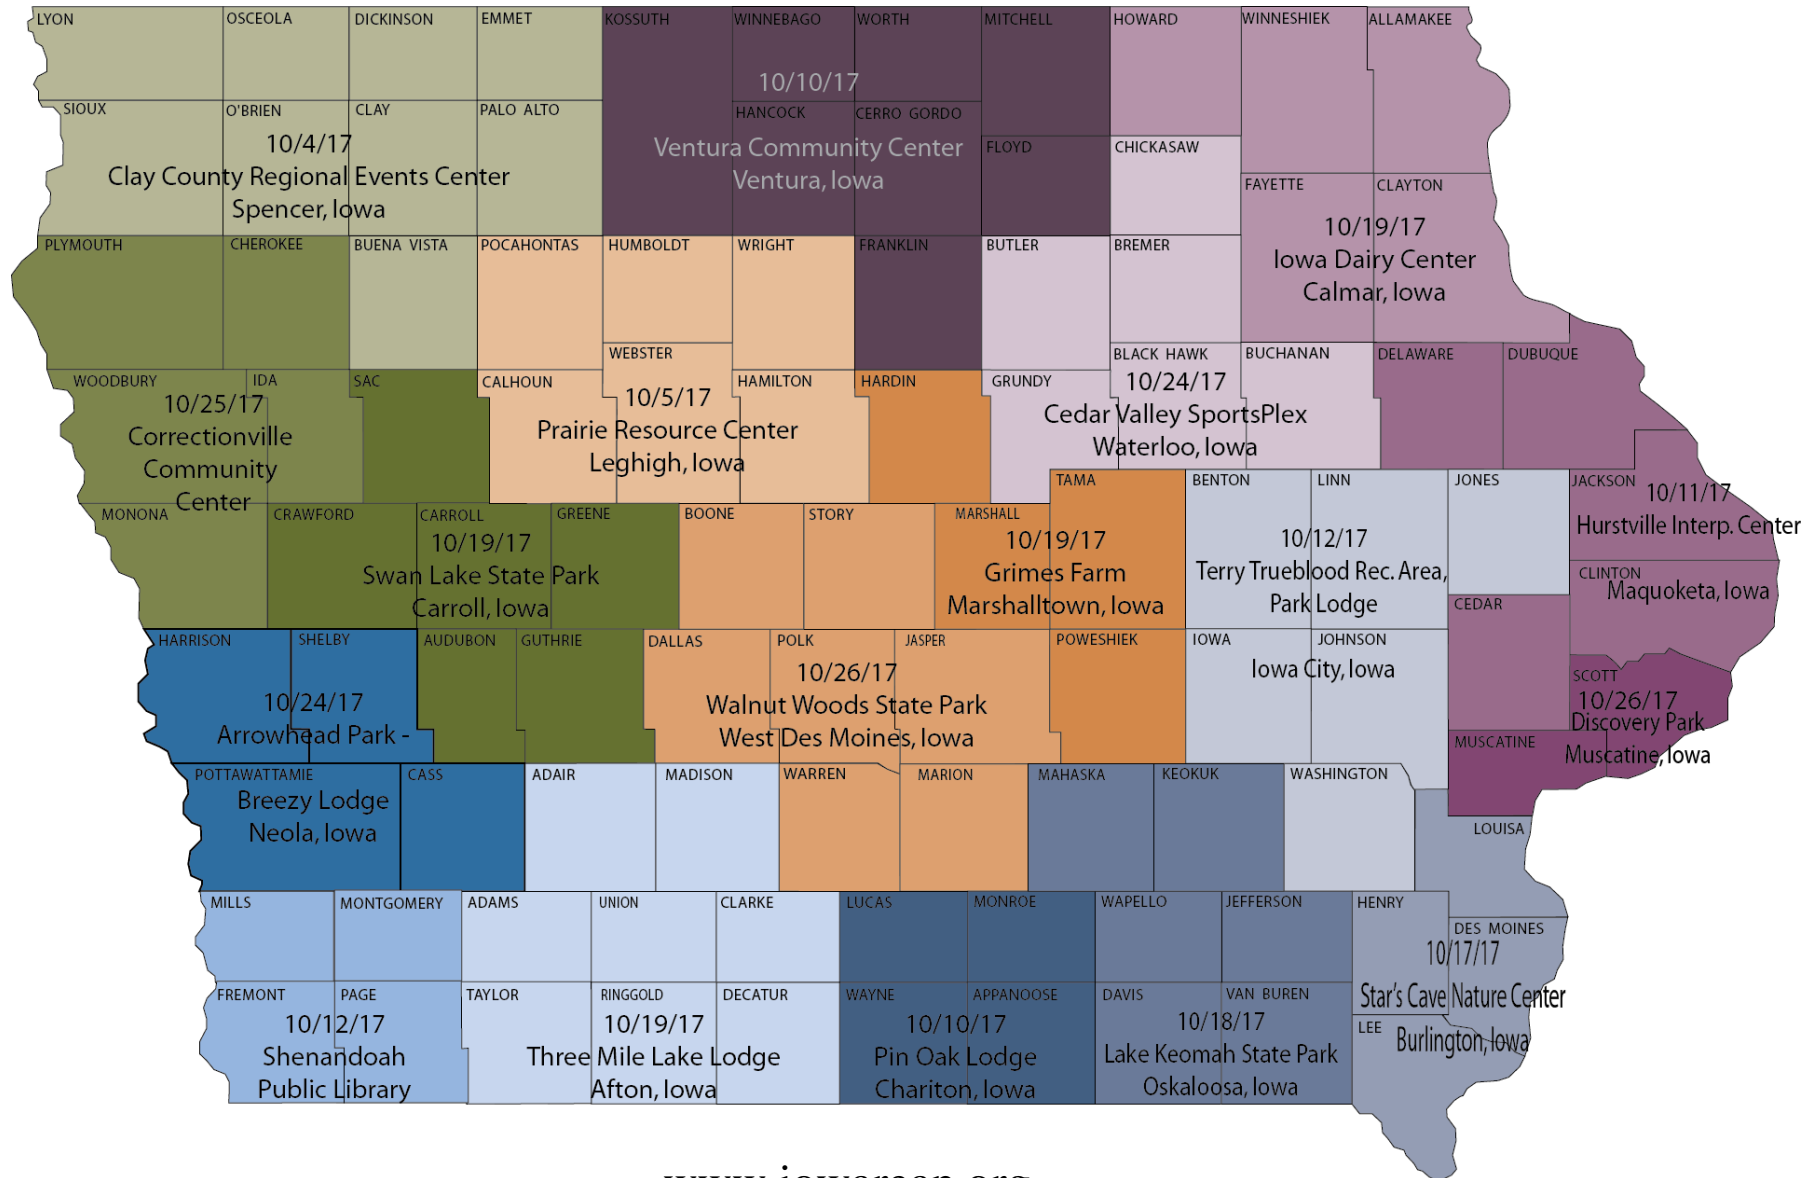 LYON
OSCEOLA
DICKINSON
EMMET
KOSSUTH
WINNEBAGO
WORTH
MITCHELL
HOWARD
WINNESHIEK
ALLAMAKEE
SIOUX
O'BRIEN
CLAY
PALO ALTO
10/4/17
Clay County Regional Events Center
Spencer, Iowa
10/10/17
HANCOCK
CERRO GORDO
Ventura Community Center
Ventura, Iowa
FLOYD
CHICKASAW
FAYETTE
CLAYTON
10/19/17
Iowa Dairy Center
Calmar, Iowa
PLYMOUTH
CHEROKEE
BUENA VISTA
POCAHONTAS
HUMBOLDT
WRIGHT
FRANKLIN
BUTLER
BREMER
WOODBURY
IDA
SAC
10/25/17
Correctionville
Community
Center
CALHOUN
WEBSTER
HAMILTON
10/5/17
Prairie Resource Center
Leghigh, Iowa
HARDIN
GRUNDY
BLACK HAWK
BUCHANAN
10/24/17
Cedar Valley SportsPlex
Waterloo, Iowa
DELAWARE
DUBUQUE
MONONA
CRAWFORD
CARROLL
GREENE
10/19/17
Swan Lake State Park
Carroll, Iowa
BOONE
STORY
MARSHALL
TAMA
10/19/17
Grimes Farm
Marshalltown, Iowa
BENTON
LINN
JONES
10/12/17
Terry Trueblood Rec. Area,
Park Lodge
JACKSON
10/11/17
Hurstville Interp. Center
CLINTON
Maquoketa, Iowa
CEDAR
HARRISON
SHELBY
10/24/17
Arrowhead Park -
AUDUBON
GUTHRIE
DALLAS
POLK
JASPER
10/26/17
Walnut Woods State Park
West Des Moines, Iowa
POWESHIEK
IOWA
JOHNSON
Iowa City, Iowa
SCOTT
10/26/17
Discovery Park
MUSCATINE
Muscatine, Iowa
POTTAWATTAMIE
CASS
Breezy Lodge
Neola, Iowa
ADAIR
MADISON
WARREN
MARION
MAHASKA
KEOKUK
WASHINGTON
LOUISA
MILLS
MONTGOMERY
ADAMS
UNION
CLARKE
LUCAS
MONROE
WAPELLO
JEFFERSON
HENRY
DES MOINES
10/17/17
Star's Cave Nature Center
FREMONT
PAGE
10/12/17
Shenandoah
Public Library
TAYLOR
RINGGOLD
DECATUR
10/19/17
Three Mile Lake Lodge
Afton, Iowa
WAYNE
APPANOOSE
10/10/17
Pin Oak Lodge
Chariton, Iowa
DAVIS
VAN BUREN
10/18/17
Lake Keomah State Park
Oskaloosa, Iowa
LEE
Burlington, Iowa